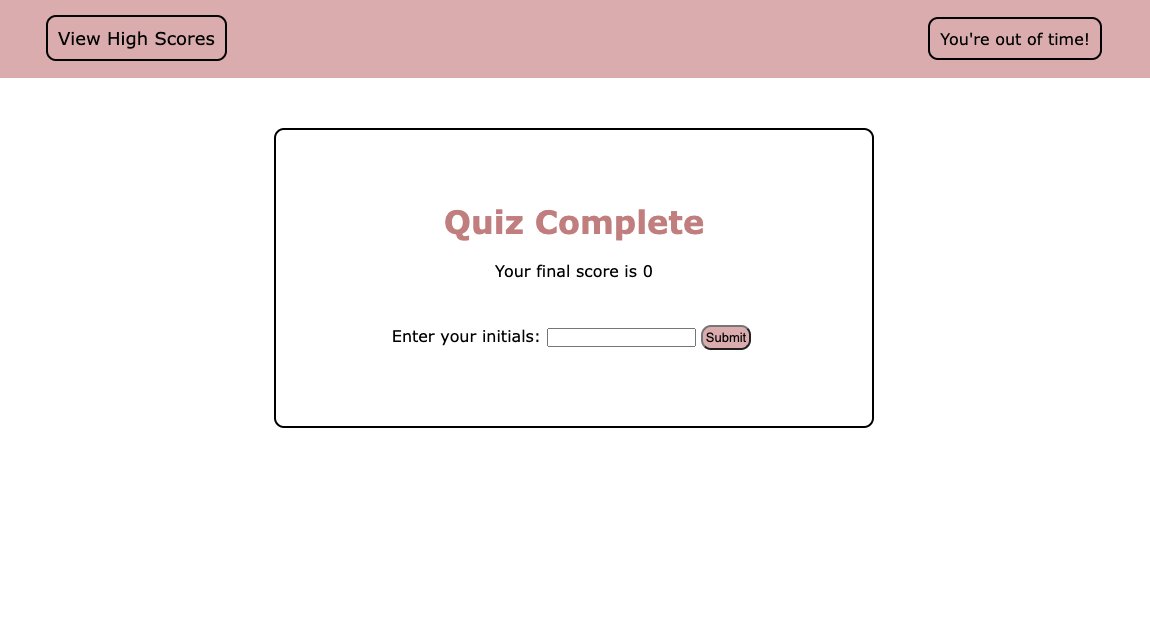 View High Scores
You're out of time!
Quiz Complete
Your final score is 0
Enter your initials: Submit